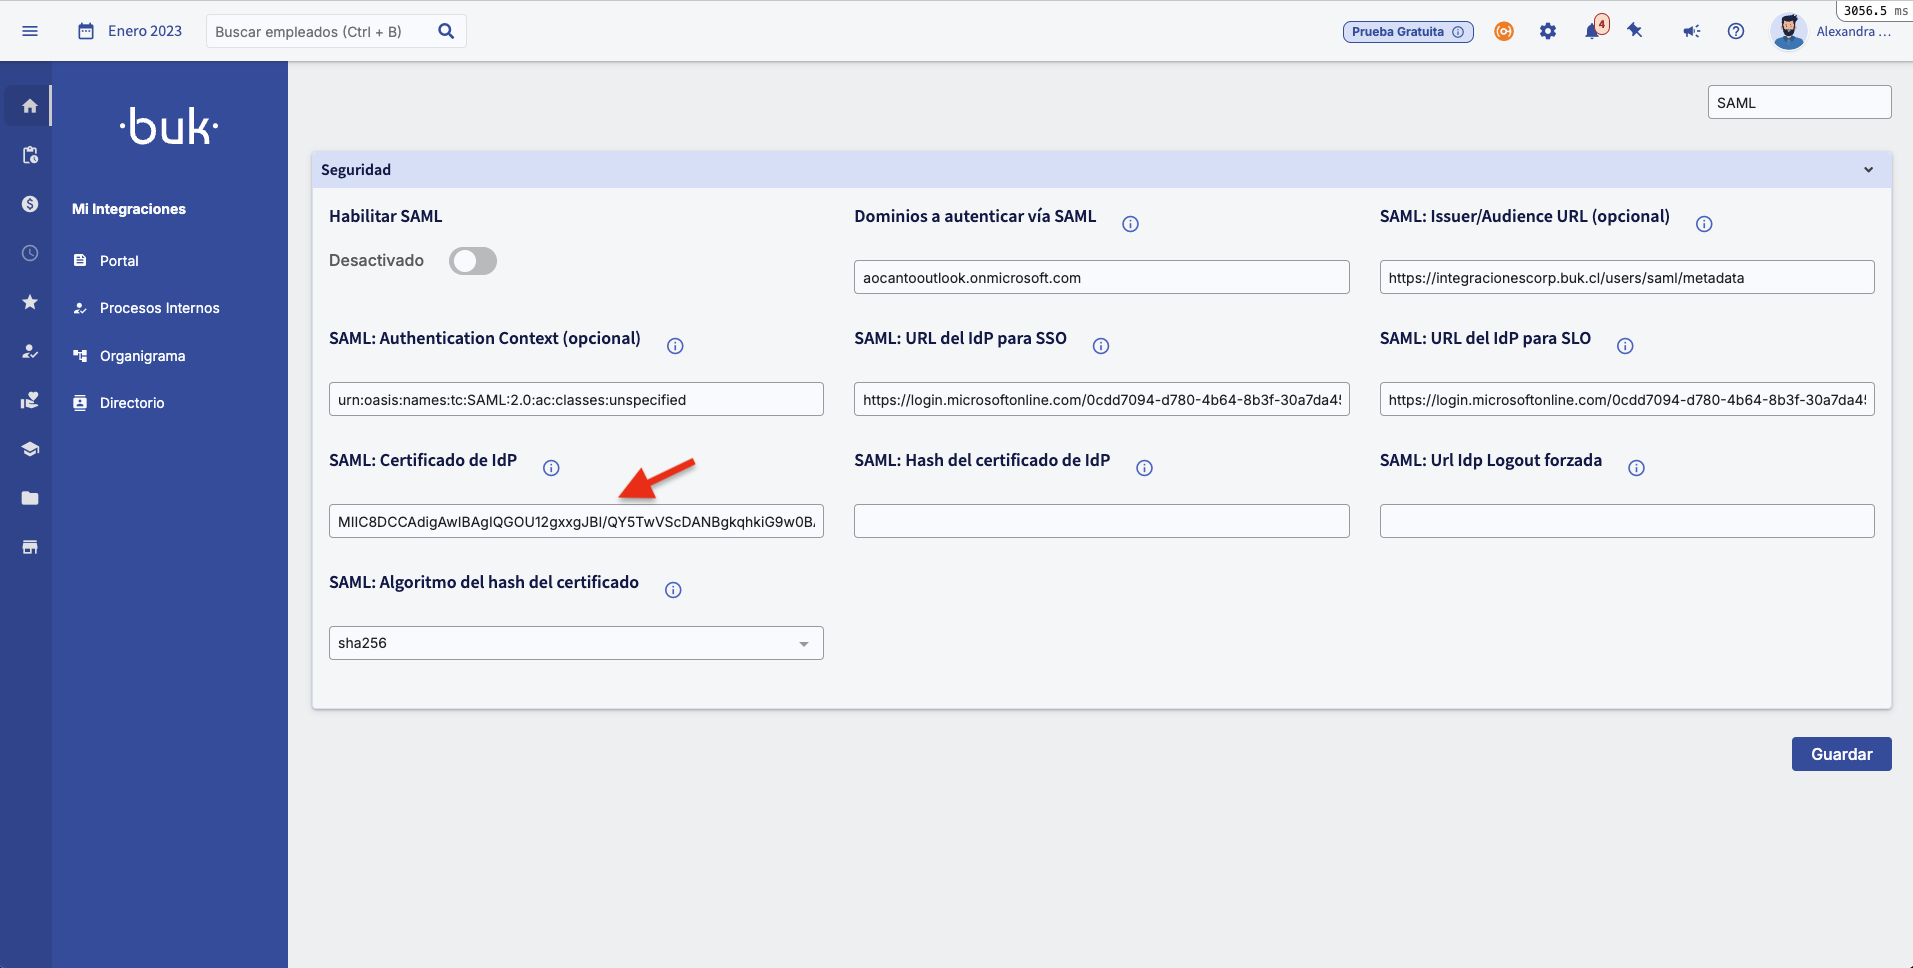 3056.5 ms
Enero 2023
Buscar empleados (Ctrl + B)
Prueba Gratuita
4
Alexandra ...
·buk·
SAML
Mi Integraciones
Portal
Procesos Internos
Organigrama
Directorio
Seguridad
Habilitar SAML
Desactivado
Dominios a autenticar vía SAML
aocantooutlook.onmicrosoft.com
SAML: Issuer/Audience URL (opcional)
https://integracionescorp.buk.cl/users/saml/metadata
SAML: Authentication Context (opcional)
urn:oasis:names:tc:SAML:2.0:ac:classes:unspecified
SAML: URL del IdP para SSO
https://login.microsoftonline.com/0cdd7094-d780-4b64-8b3f-30a7da4
SAML: URL del IdP para SLO
https://login.microsoftonline.com/0cdd7094-d780-4b64-8b3f-30a7da4
SAML: Certificado de IdP
MIIC8DCCAdigAwIBAgIQGOU12gxxgJBI/QY5TwVScDANBgkqhkiG9w0B
SAML: Hash del certificado de IdP
SAML: Url Idp Logout forzada
SAML: Algoritmo del hash del certificado
sha256
Guardar